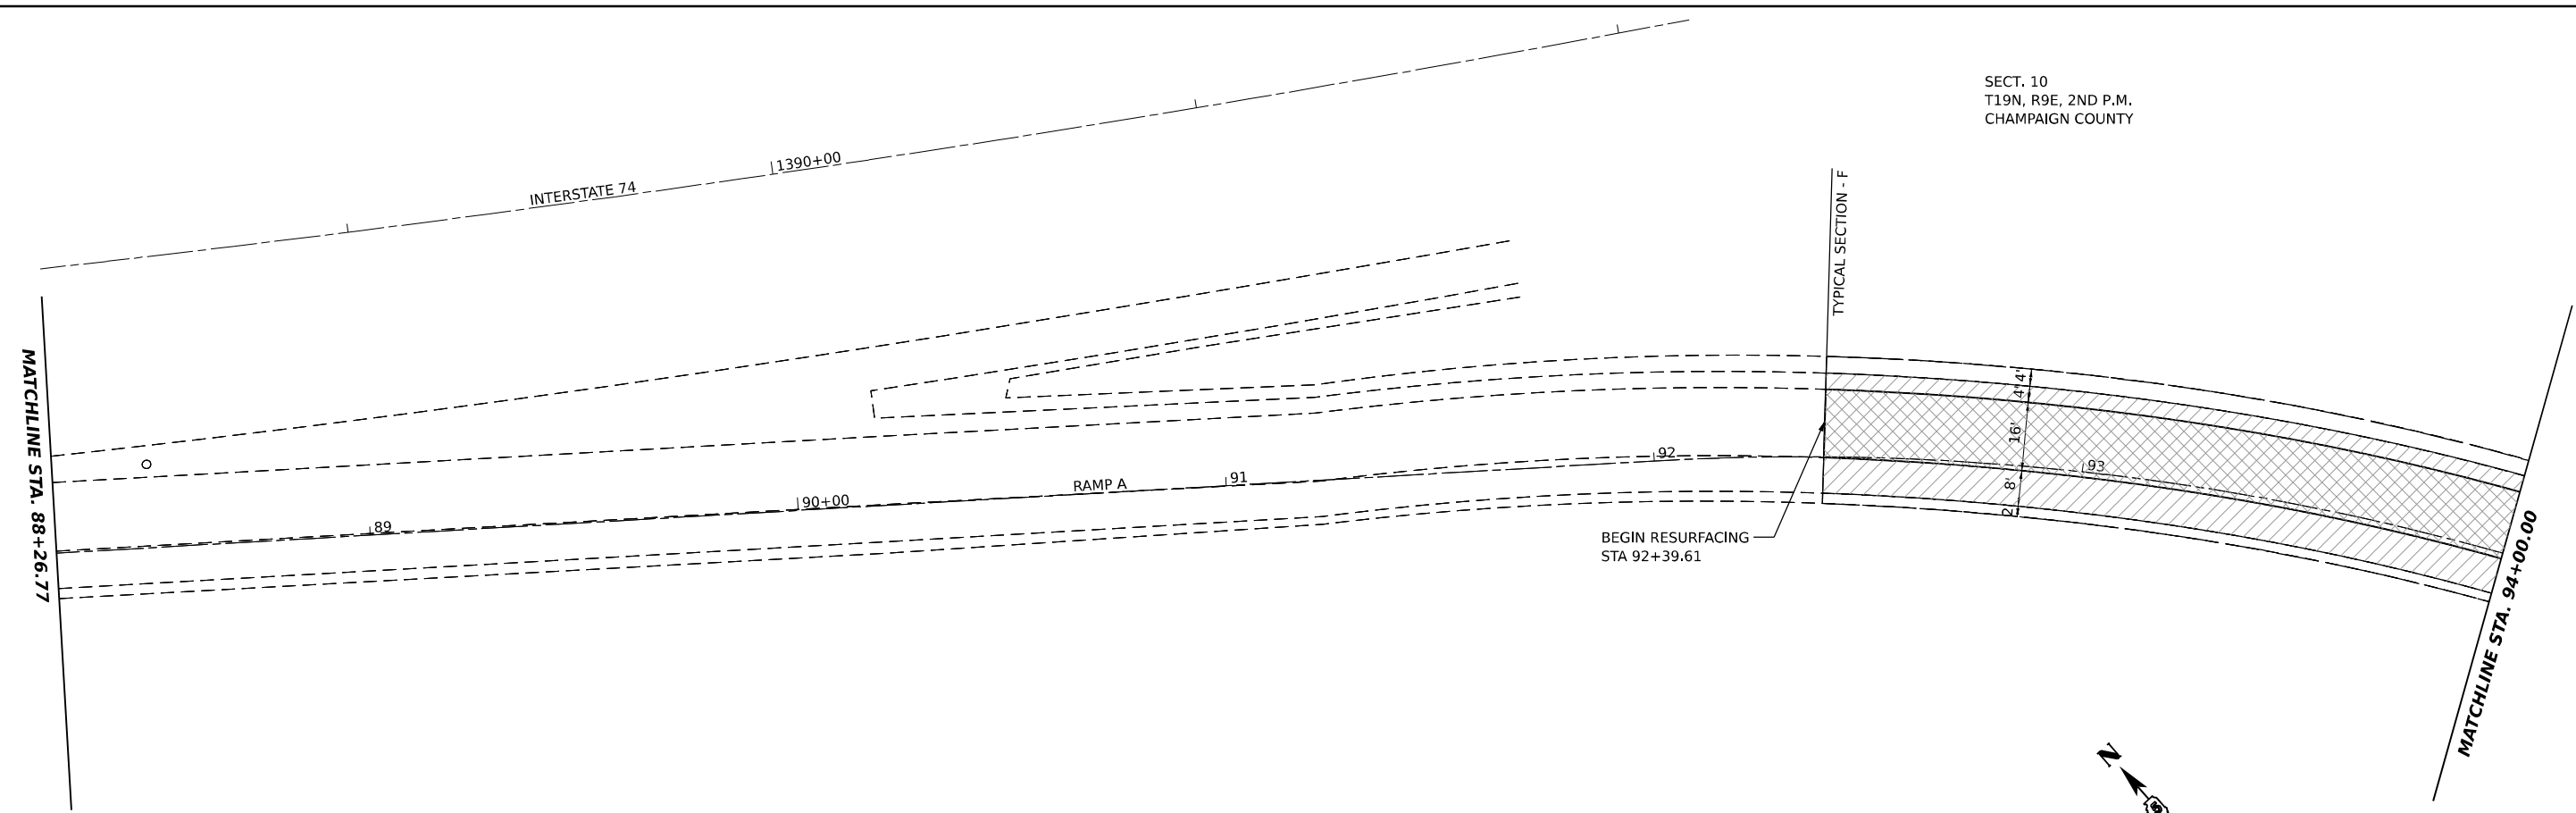 SECT. 10
T19N, R9E, 2ND P.M.
CHAMPAIGN COUNTY
1390+00
INTERSTATE 74
TYPICAL SECTION - F
MATCHLINE STA. 88+26.77
4'
4'
16'
8'
2'
89
90+00
RAMP A
91
92
93
BEGIN RESURFACING
STA 92+39.61
MATCHLINE STA. 94+00.00
N